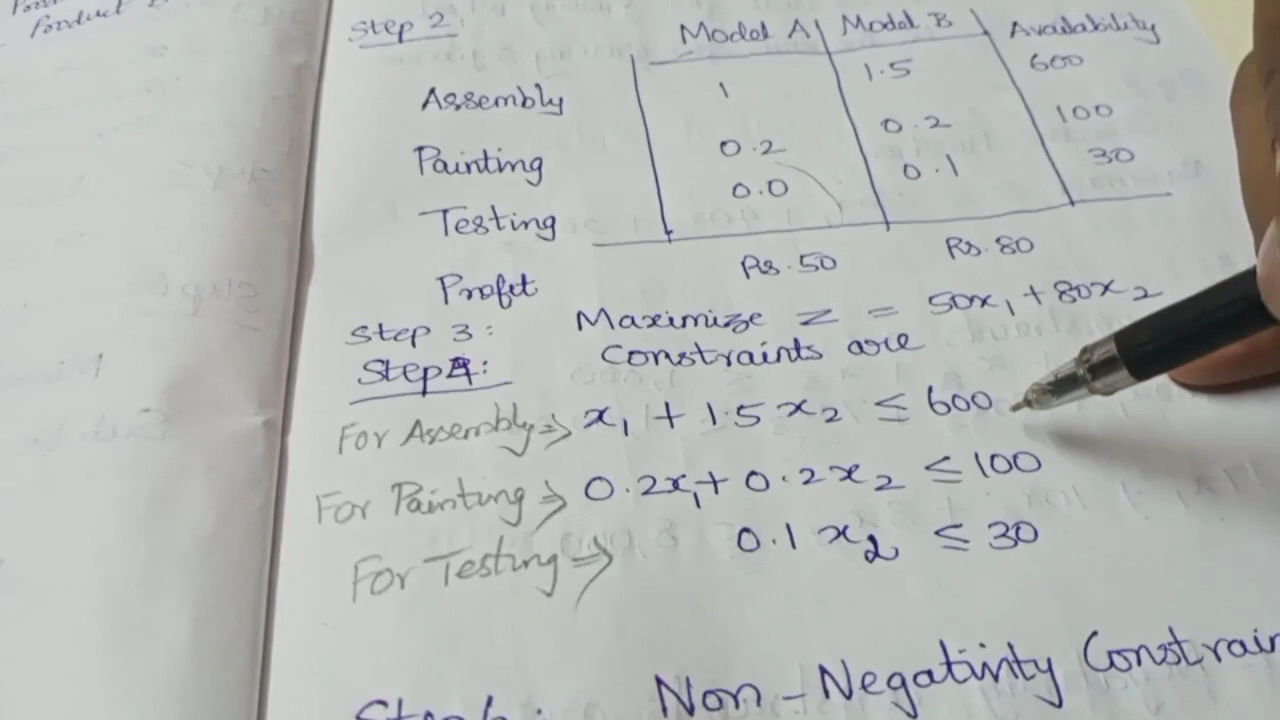 Product
Step 2:
Model A Model B Availability
Assembly 1 1.5 600
Painting 0.2 0.2 100
Testing 0.0 0.1 30
Profit Rs.50 Rs.80
Step 3: Maximize Z = 50x₁ + 80x₂
Step 4: Constraints are
For Assembly ⇒ x₁ + 1.5x₂ ≤ 600
For Painting ⇒ 0.2x₁ + 0.2x₂ ≤ 100
For Testing ⇒ 0.1x₂ ≤ 30
Non-Negativity Constrain